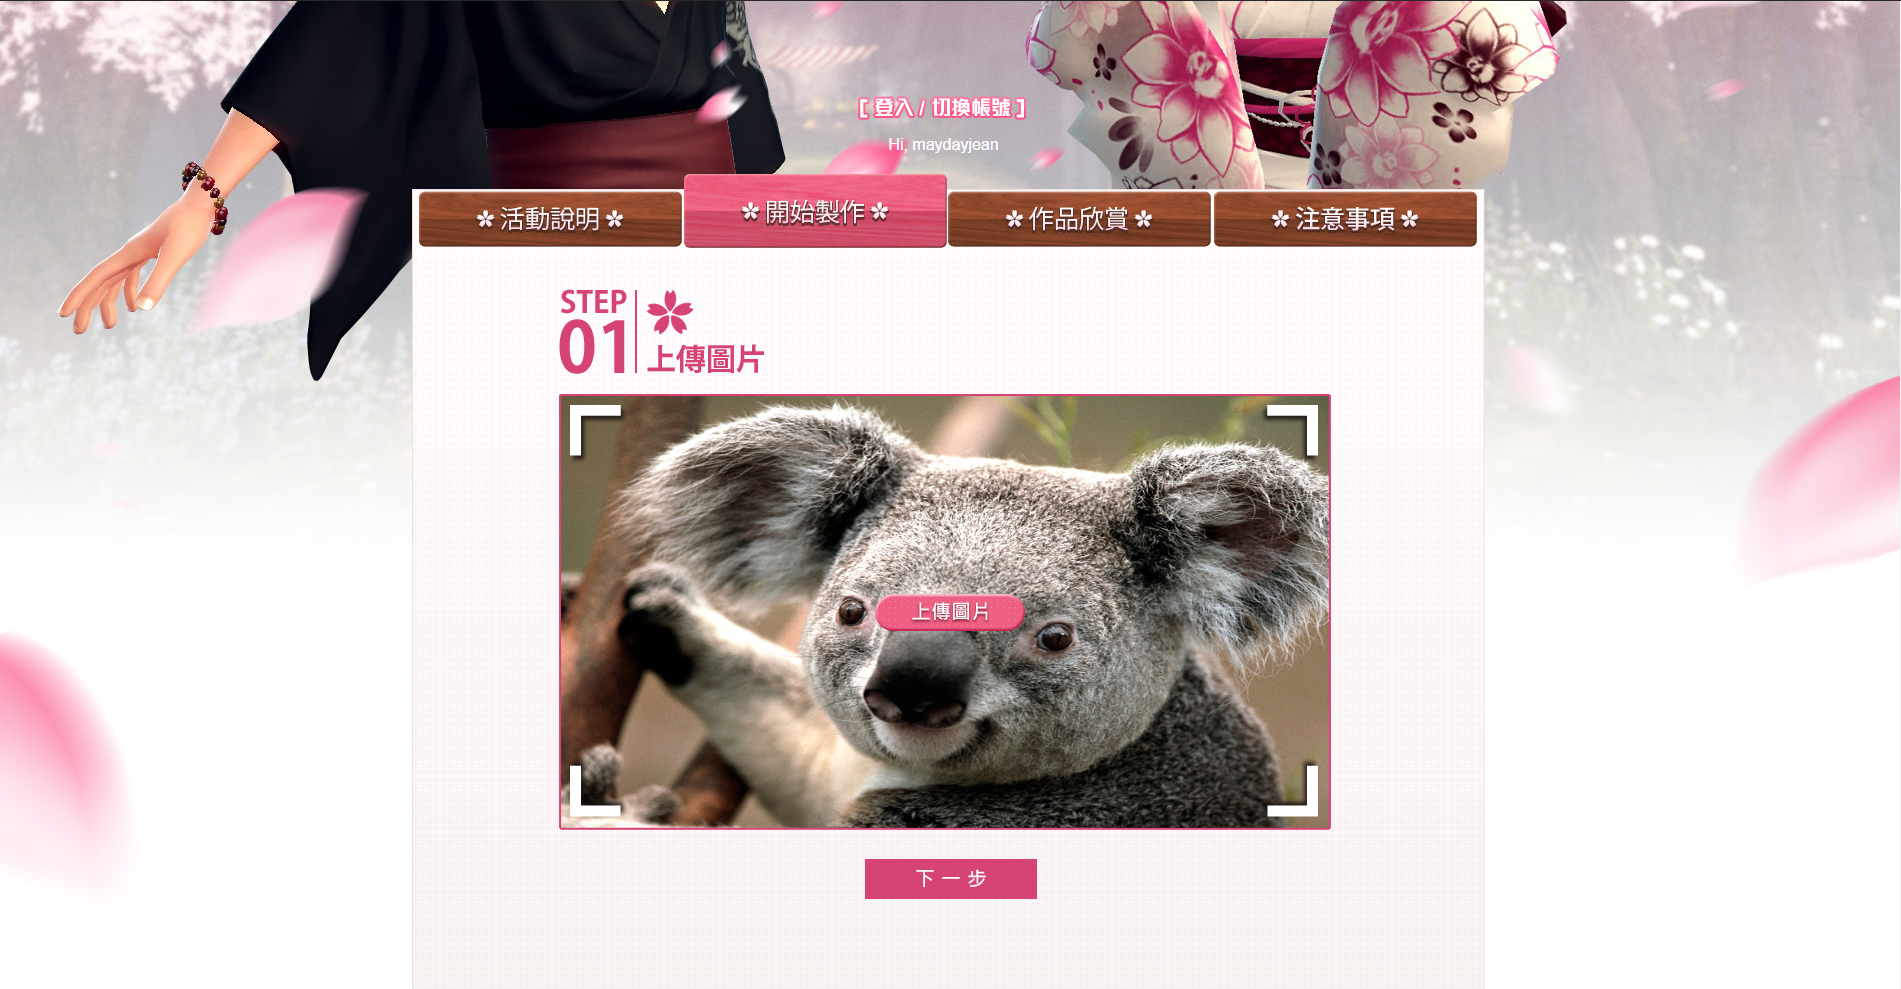 [ 登入 / 切換帳號 ]
Hi, maydayjean
活動說明
開始製作
作品欣賞
注意事項
STEP
01
上傳圖片
上傳圖片
下一步